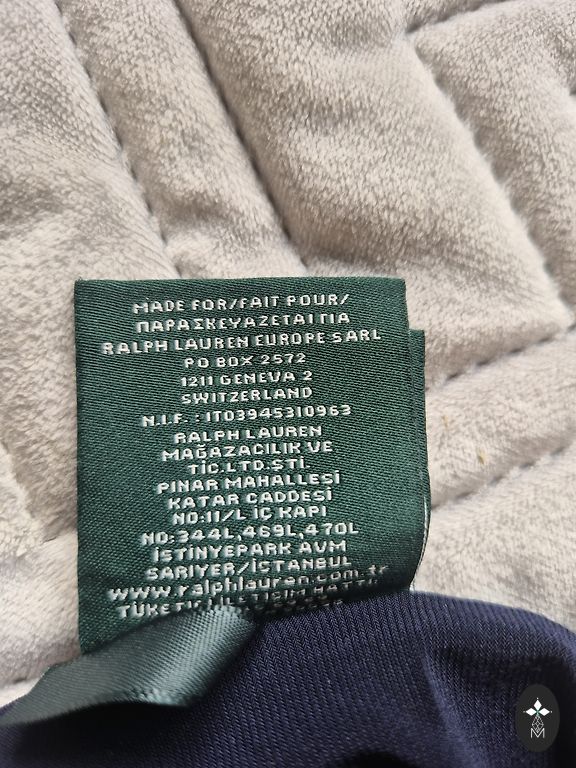 MADE FOR/FAIT POUR/
ΠΑΡΑΣΚΕΥΑΖΕΤΑΙ ΓΙΑ
RALPH LAUREN EUROPE SARL
PO BOX 2572
1211 GENEVA 2
SWITZERLAND
N.I.F. : IT03945310963
RALPH LAUREN
MAĞAZACILIK VE
TİC.LTD.ŞTİ.
PINAR MAHALLESİ
KATAR CADDESİ
NO:11/L İÇ KAPI
NO:344L,469L,470L
İSTİNYEPARK AVM
SARIYER/İSTANBUL
www.ralphlauren.com.tr
M